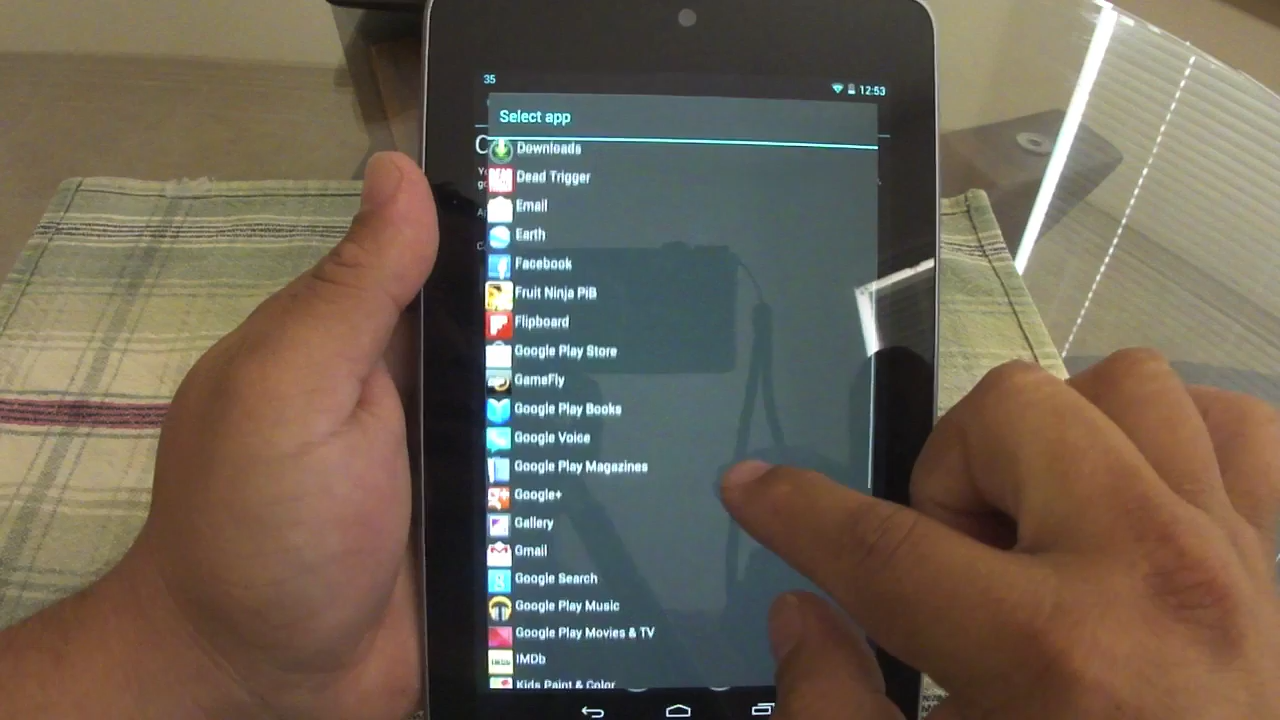 35
12:53
Select app
Downloads
Dead Trigger
Email
Earth
Facebook
Fruit Ninja PiB
Flipboard
Google Play Store
GameFly
Google Play Books
Google Voice
Google Play Magazines
Google+
Gallery
Gmail
Google Search
Google Play Music
Google Play Movies & TV
IMDb
Kids Paint & Color